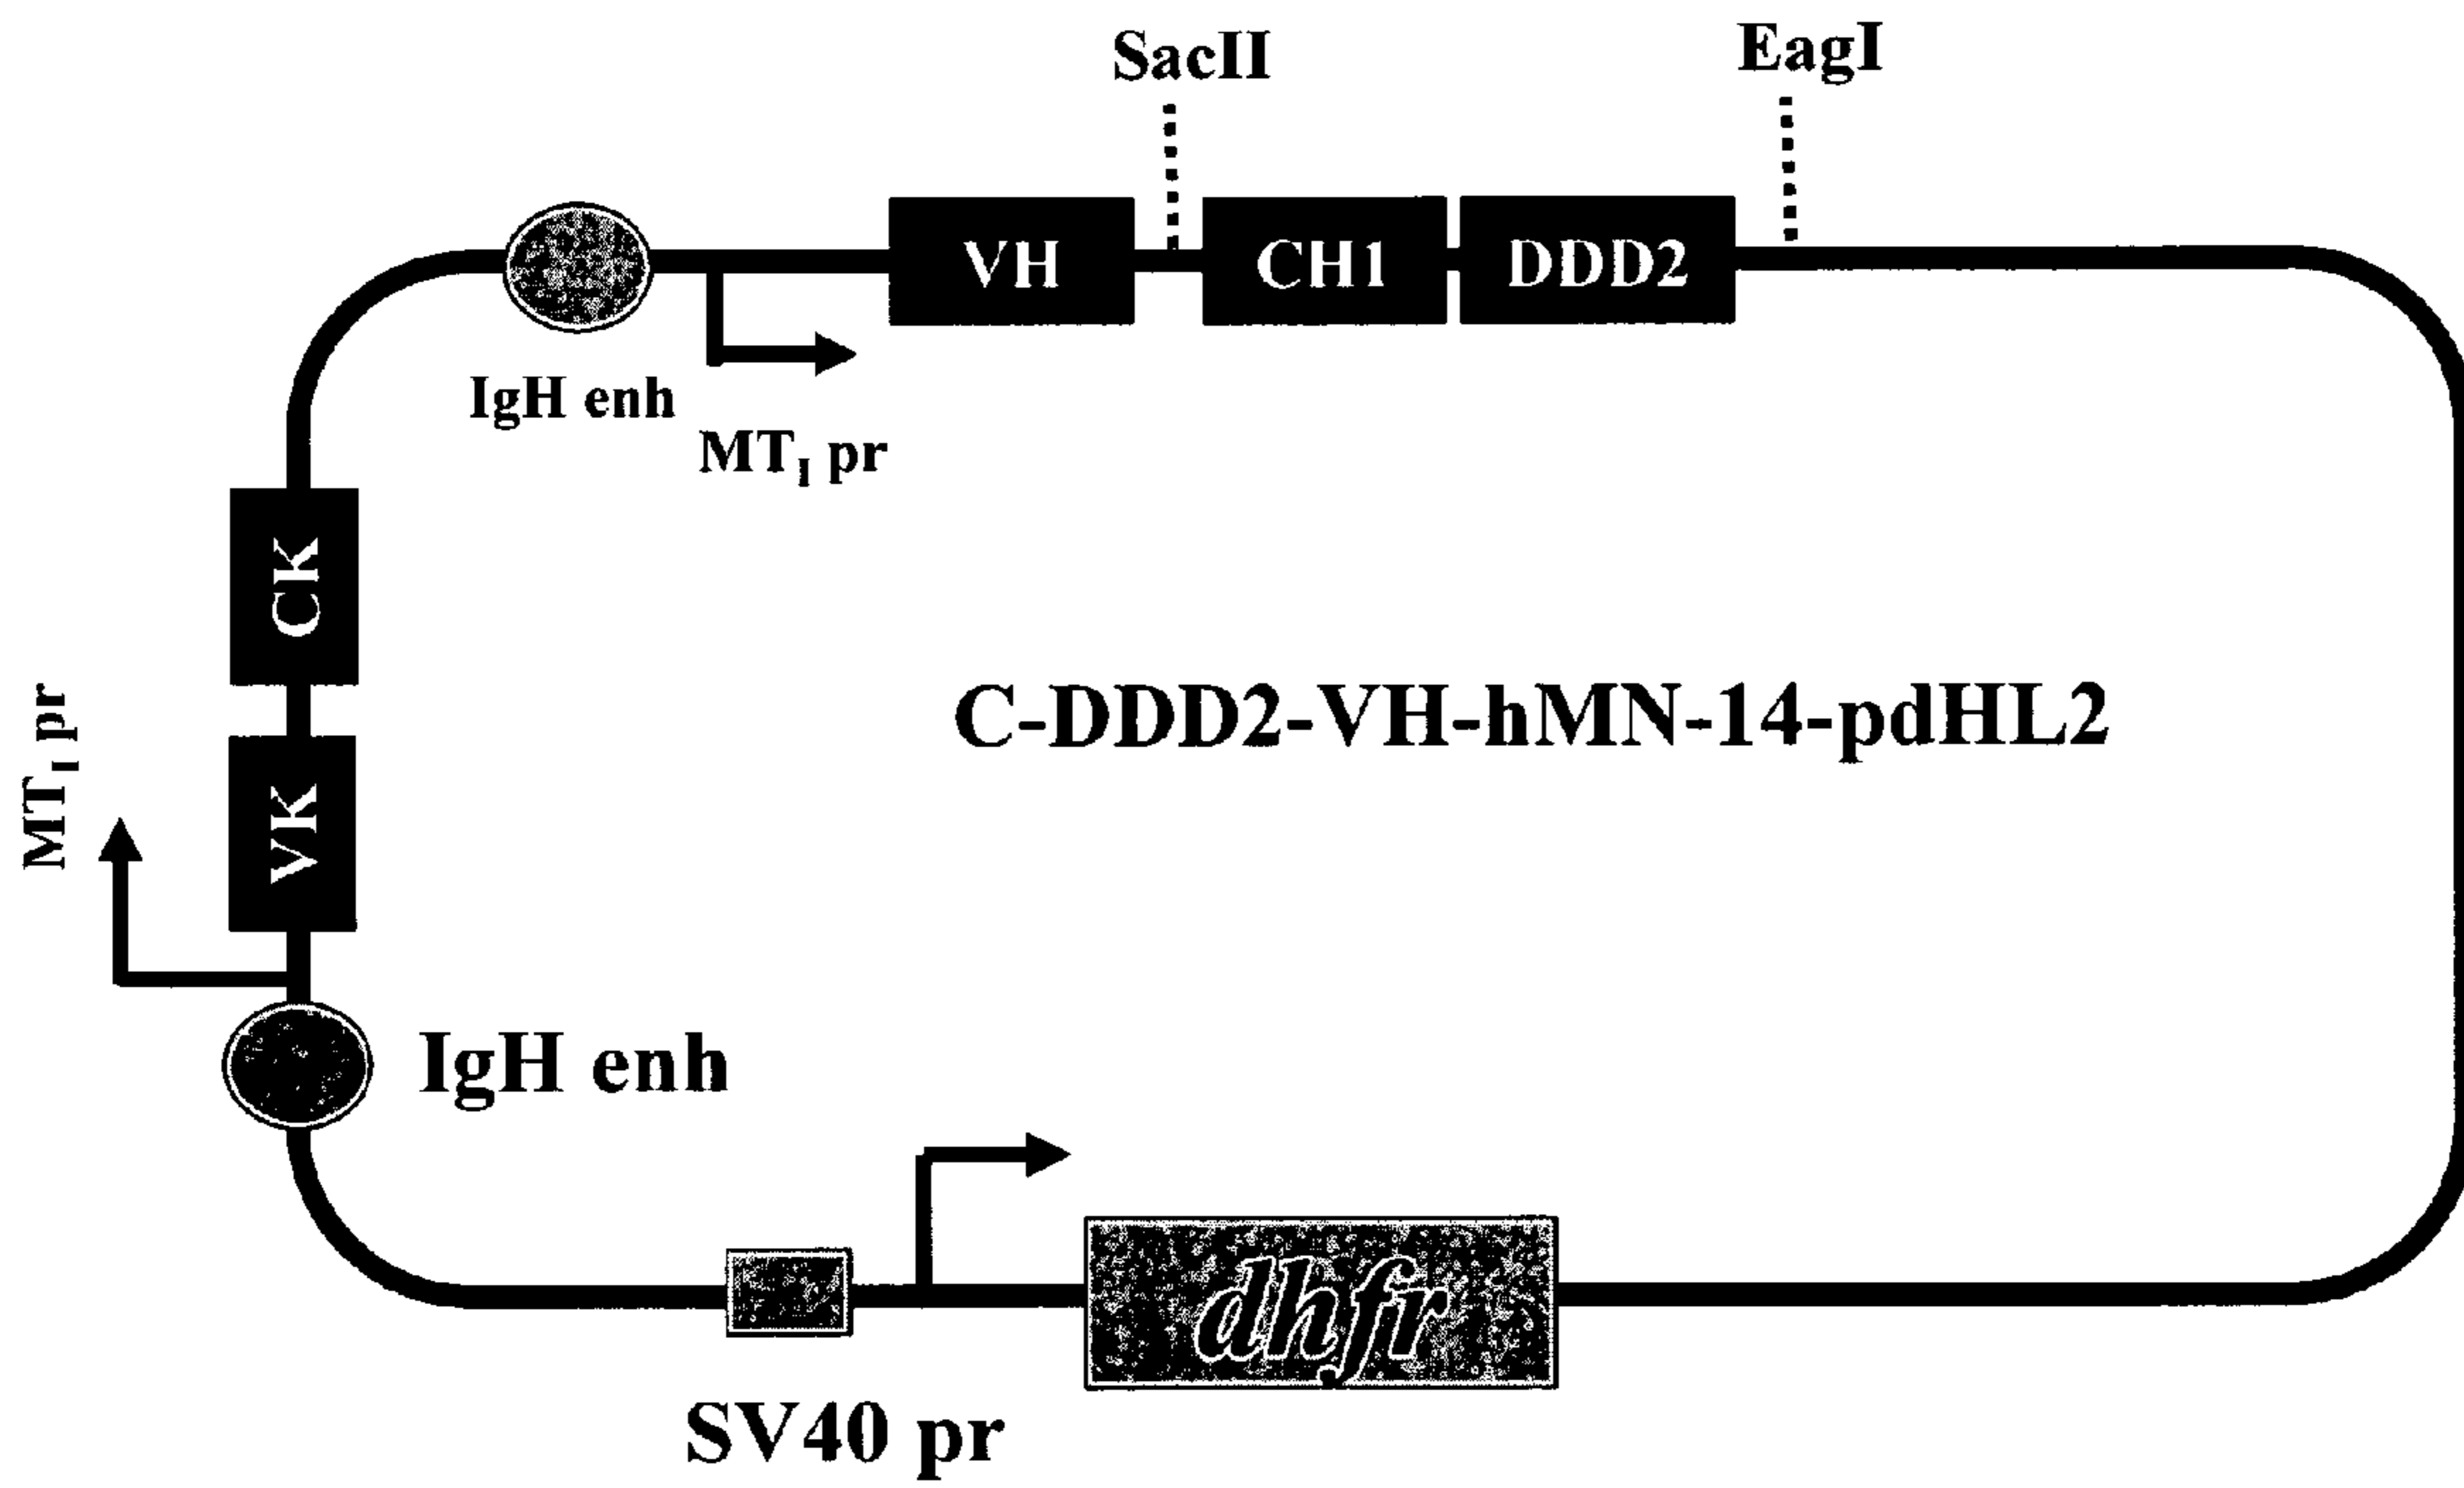 SacII
EagI
VH
CH1
DDD2
IgH enh
MTI pr
CK
C-DDD2-VH-hMN-14-pdHL2
MTI pr
VK
IgH enh
dhfr
SV40 pr